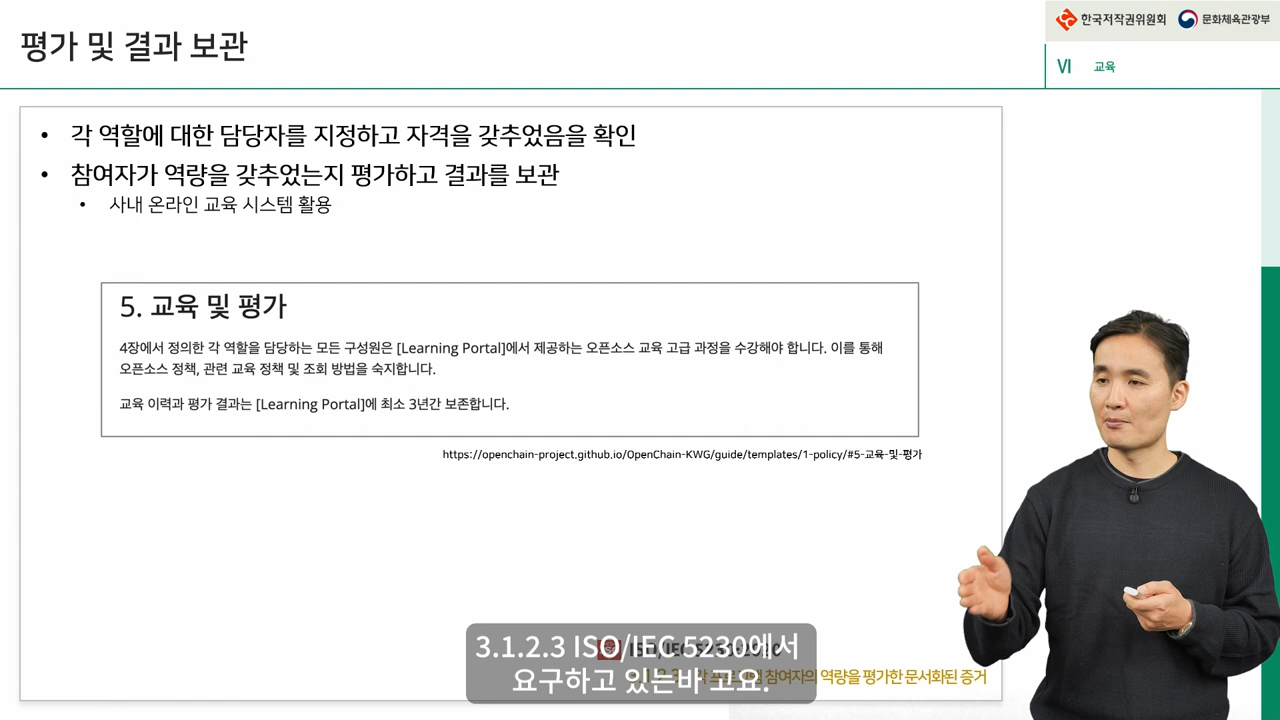 평가 및 결과 보관
한국저작권위원회
문화체육관광부
VI 교육
• 각 역할에 대한 담당자를 지정하고 자격을 갖추었음을 확인
• 참여자가 역량을 갖추었는지 평가하고 결과를 보관
• 사내 온라인 교육 시스템 활용
5. 교육 및 평가
4장에서 정의한 각 역할을 담당하는 모든 구성원은 [Learning Portal]에서 제공하는 오픈소스 교육 고급 과정을 수강해야 합니다. 이를 통해
오픈소스 정책, 관련 교육 정책 및 조회 방법을 숙지합니다.
교육 이력과 평가 결과는 [Learning Portal]에 최소 3년간 보존합니다.
https://openchain-project.github.io/OpenChain-KWG/guide/templates/1-policy/#5-교육-및-평가
참여자의 역량을 평가한 문서화된 증거
3.1.2.3 ISO/IEC 5230에서
요구하고 있는바 고요.